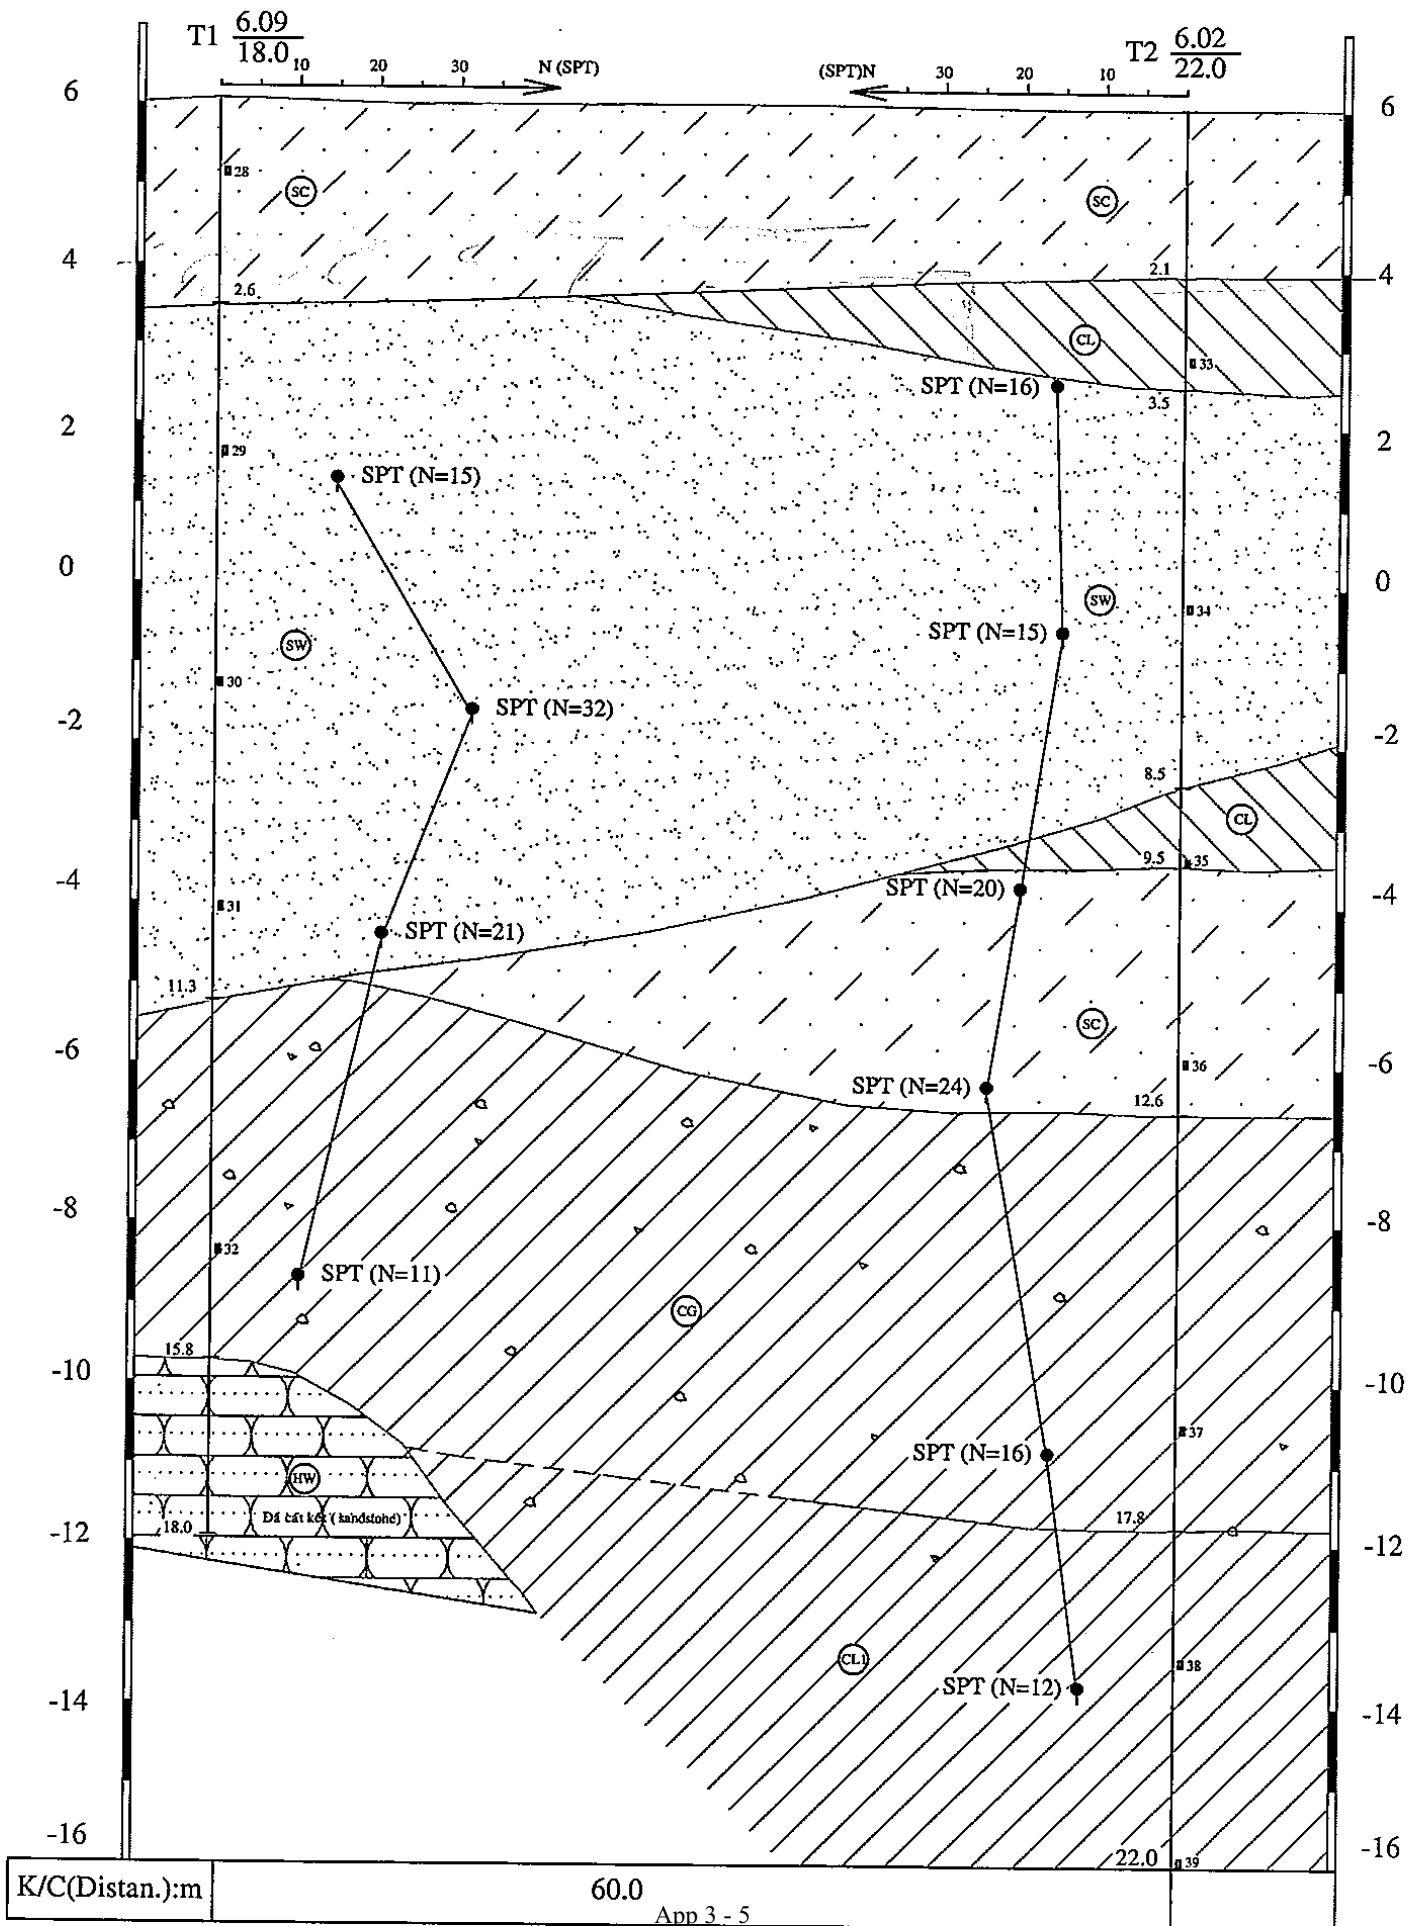 T1 6.09
18.0
T2 6.02
22.0
10 20 30 N (SPT)
(SPT)N 30 20 10
6 6
28
SC SC
4 2.1 4
2.6
CL
33
SPT (N=16)
3.5
2 2
29
SPT (N=15)
0 0
SW 34
SPT (N=15)
SW
30
SPT (N=32)
-2 -2
8.5
CL
9.5 35
-4 SPT (N=20) -4
31
SPT (N=21)
11.3
SC
-6 -6
36
SPT (N=24)
12.6
-8 -8
32
SPT (N=11)
CG
15.8
-10 -10
37
SPT (N=16)
HW
Đá cát kết ( sandstone)
18.0 17.8
-12 -12
CL1 38
SPT (N=12)
-14 -14
-16 -16
22.0 39
K/C(Distan.):m 60.0
App 3 - 5